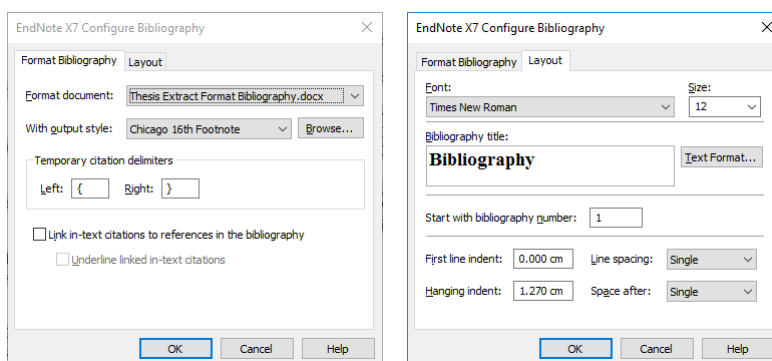 EndNote X7 Configure Bibliography
Format Bibliography Layout
Format document: Thesis Extract Format Bibliography.docx
With output style: Chicago 16th Footnote Browse...
Temporary citation delimiters
Left: { Right: }
Link in-text citations to references in the bibliography
Underline linked in-text citations
OK Cancel Help
EndNote X7 Configure Bibliography
Format Bibliography Layout
Font: Size:
Times New Roman 12
Bibliography title:
Bibliography Text Format...
Start with bibliography number: 1
First line indent: 0.000 cm Line spacing: Single
Hanging indent: 1.270 cm Space after: Single
OK Cancel Help